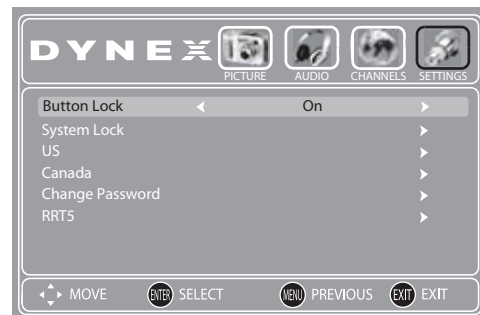 DYNEX
PICTURE AUDIO CHANNELS SETTINGS
Button Lock On
System Lock
US
Canada
Change Password
RRT5
MOVE ENTER SELECT MENU PREVIOUS EXIT EXIT